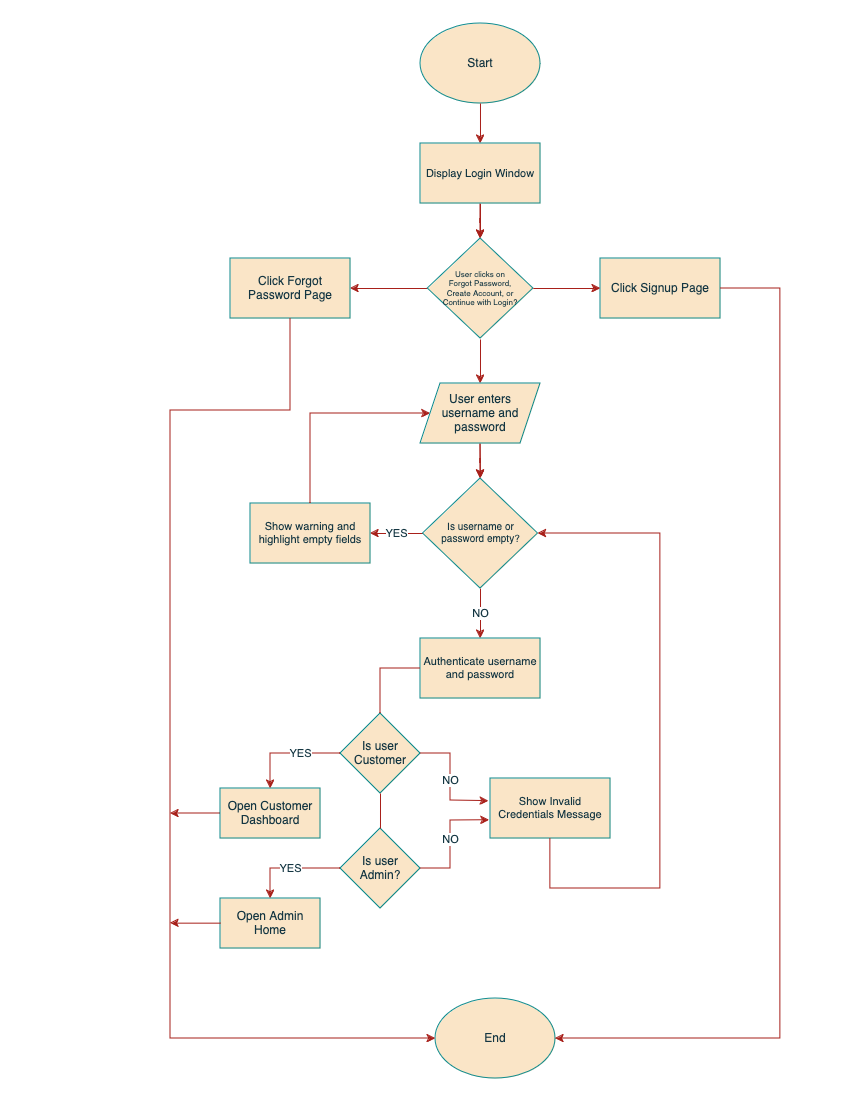 Start
Display Login Window
User clicks on
Forgot Password,
Create Account, or
Continue with Login?
Click Forgot
Password Page
Click Signup Page
User enters
username and
password
Is username or
password empty?
YES
Show warning and
highlight empty fields
NO
Authenticate username
and password
Is user
Customer
YES
NO
Open Customer
Dashboard
Show Invalid
Credentials Message
NO
Is user
Admin?
YES
Open Admin
Home
End